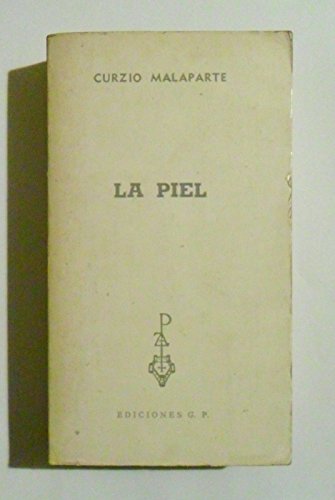 CURZIO MALAPARTE
LA PIEL
EDICIONES G. P.